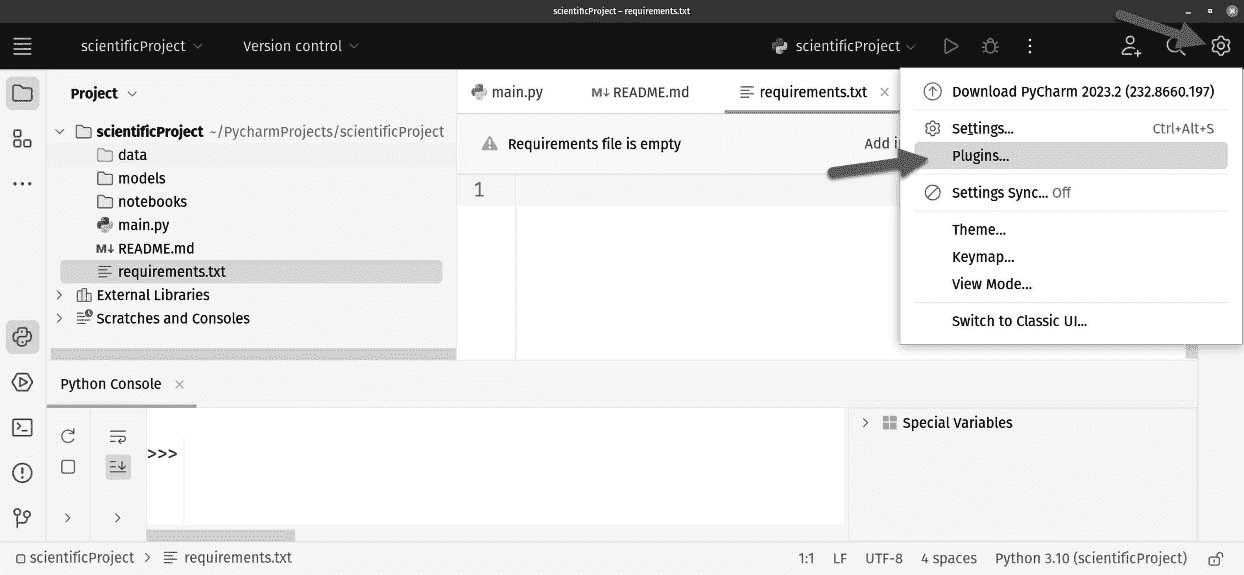 scientificProject – requirements.txt
scientificProject Version control scientificProject
Project
main.py M↓ README.md requirements.txt
Download PyCharm 2023.2 (232.8660.197)
scientificProject ~/PycharmProjects/scientificProject
Settings... Ctrl+Alt+S
data
Requirements file is empty
Add i
Plugins...
models
notebooks
1
Settings Sync... Off
main.py
M↓ README.md
Theme...
requirements.txt
Keymap...
External Libraries
View Mode...
Scratches and Consoles
Switch to Classic UI...
Python Console
Special Variables
>>>
scientificProject > requirements.txt 1:1 LF UTF-8 4 spaces Python 3.10 (scientificProject)